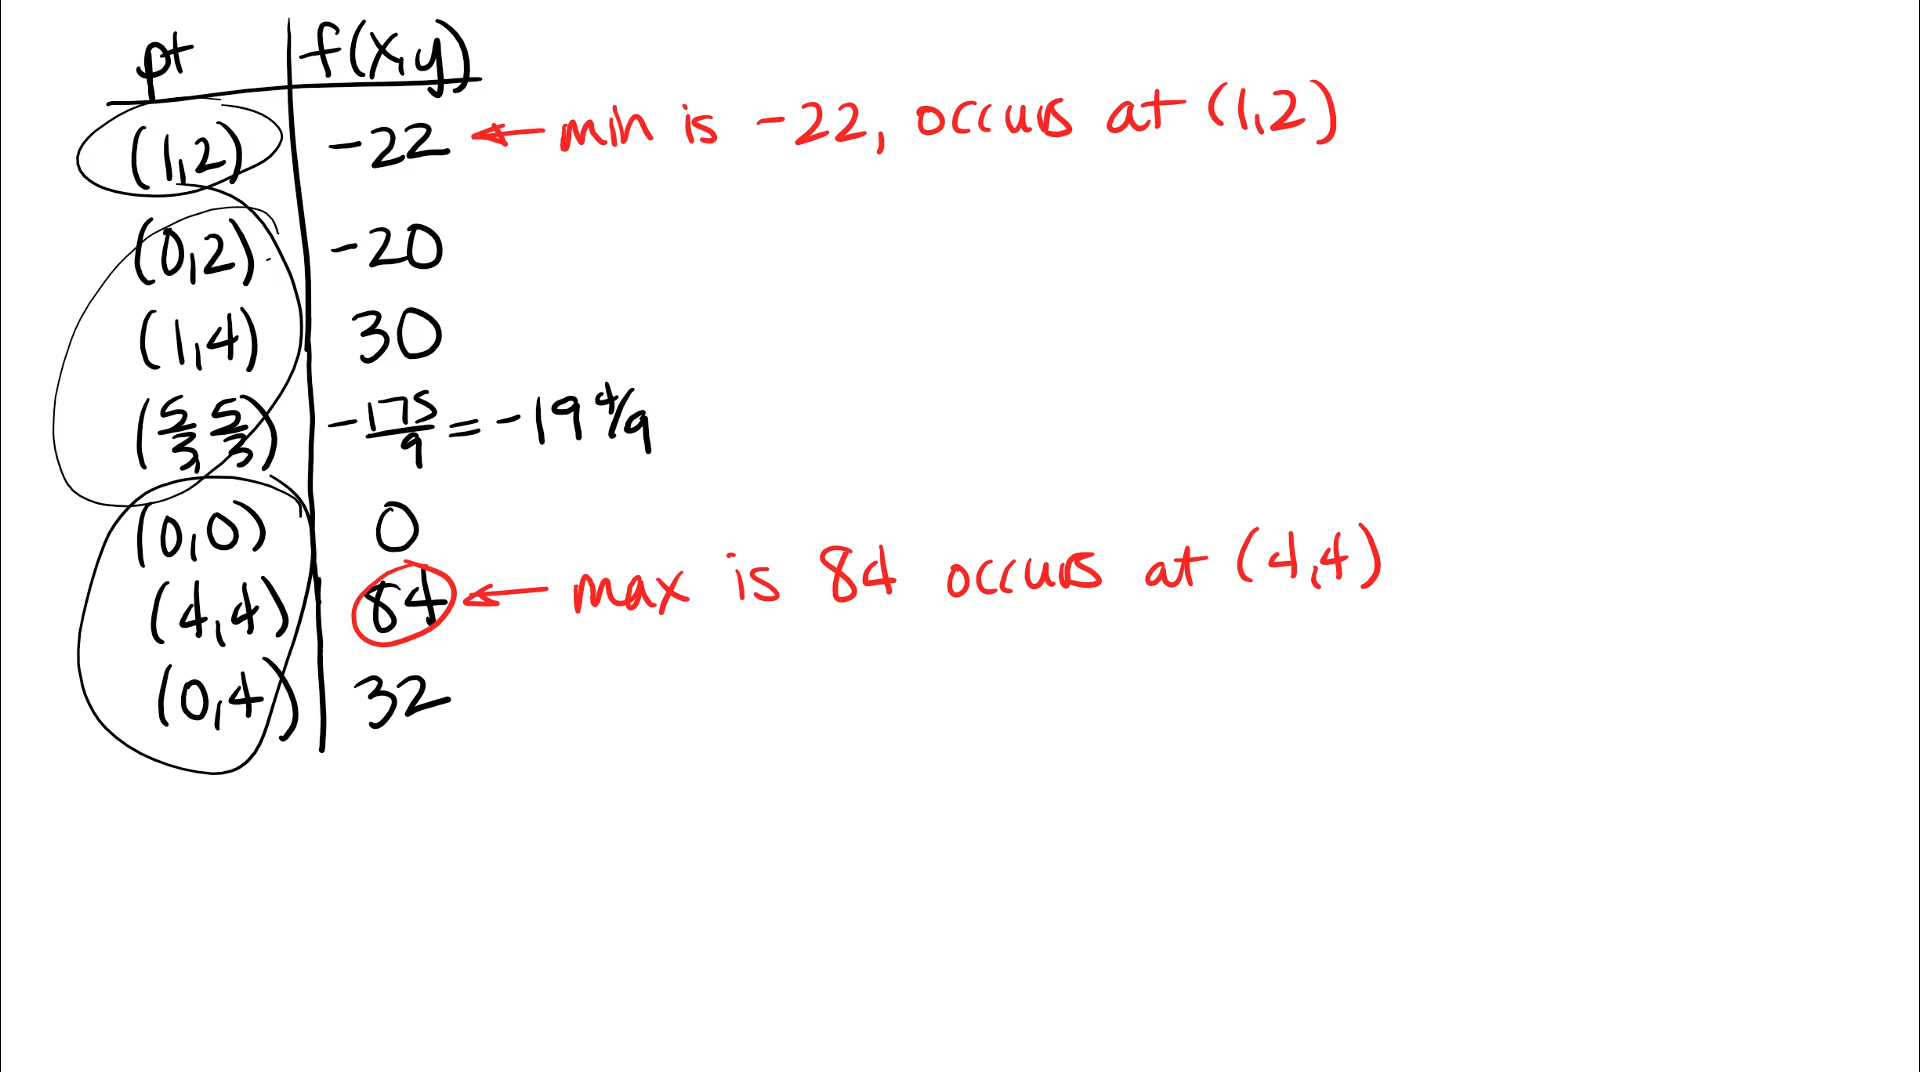 pt f(x,y)
(1,2) -22 ← min is -22, occurs at (1,2)
(0,2) -20
(1,4) 30
(5/3, 5/3) -175/9 = -19 4/9
(0,0) 0
(4,4) 84 ← max is 84 occurs at (4,4)
(0,4) 32